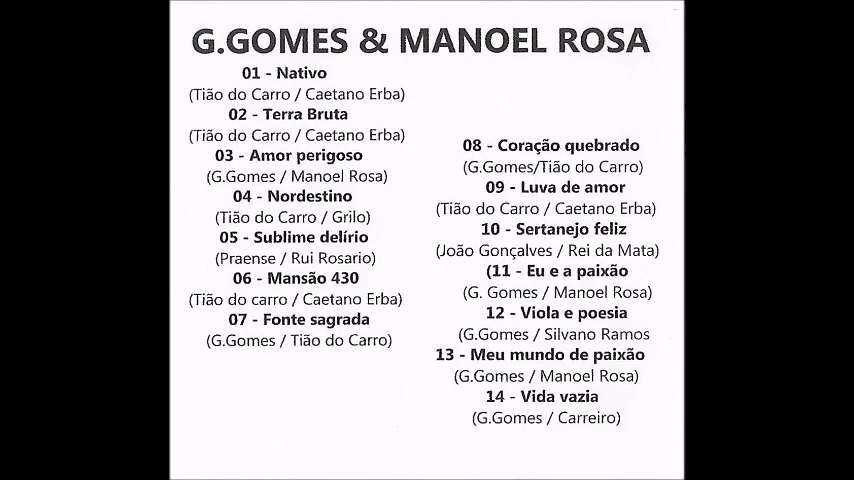 G.GOMES & MANOEL ROSA
01 - Nativo
(Tião do Carro / Caetano Erba)
02 - Terra Bruta
(Tião do Carro / Caetano Erba)
03 - Amor perigoso
(G.Gomes / Manoel Rosa)
04 - Nordestino
(Tião do Carro / Grilo)
05 - Sublime delírio
(Praense / Rui Rosario)
06 - Mansão 430
(Tião do carro / Caetano Erba)
07 - Fonte sagrada
(G.Gomes / Tião do Carro)
08 - Coração quebrado
(G.Gomes/Tião do Carro)
09 - Luva de amor
(Tião do Carro / Caetano Erba)
10 - Sertanejo feliz
(João Gonçalves / Rei da Mata)
(11 - Eu e a paixão
(G. Gomes / Manoel Rosa)
12 - Viola e poesia
(G.Gomes / Silvano Ramos
13 - Meu mundo de paixão
(G.Gomes / Manoel Rosa)
14 - Vida vazia
(G.Gomes / Carreiro)